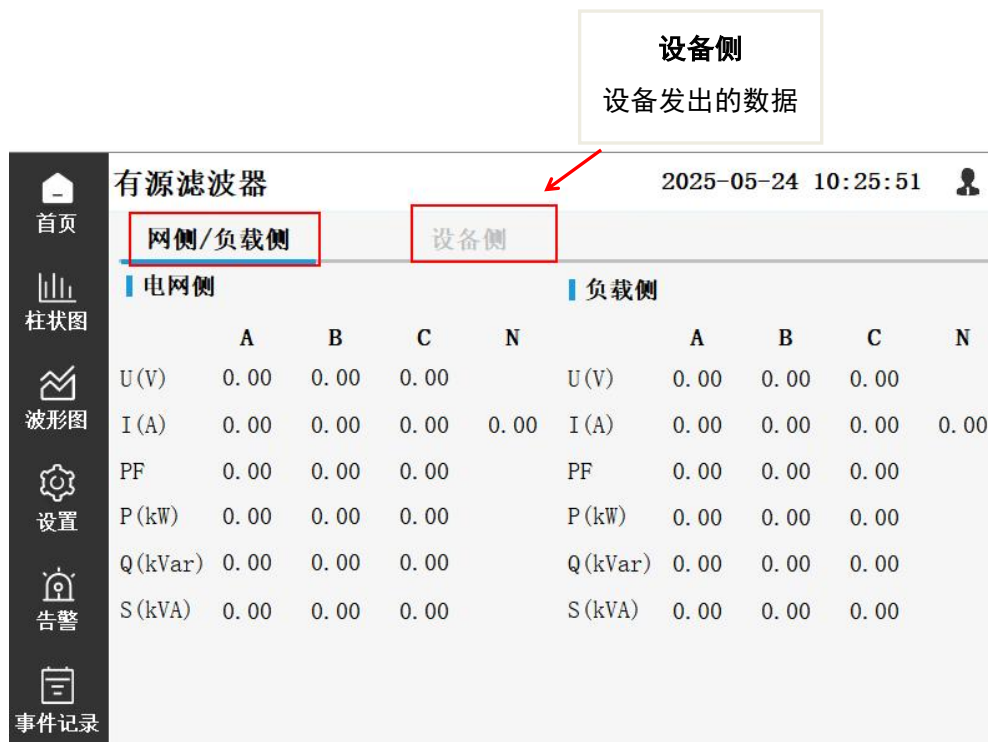 设备侧
设备发出的数据
有源滤波器 2025-05-24 10:25:51
首页
柱状图
波形图
设置
告警
事件记录
网侧/负载侧 设备侧
电网侧
A B C N
U(V) 0.00 0.00 0.00
I(A) 0.00 0.00 0.00 0.00
PF 0.00 0.00 0.00
P(kW) 0.00 0.00 0.00
Q(kVar) 0.00 0.00 0.00
S(kVA) 0.00 0.00 0.00
负载侧
A B C N
U(V) 0.00 0.00 0.00
I(A) 0.00 0.00 0.00 0.00
PF 0.00 0.00 0.00
P(kW) 0.00 0.00 0.00
Q(kVar) 0.00 0.00 0.00
S(kVA) 0.00 0.00 0.00